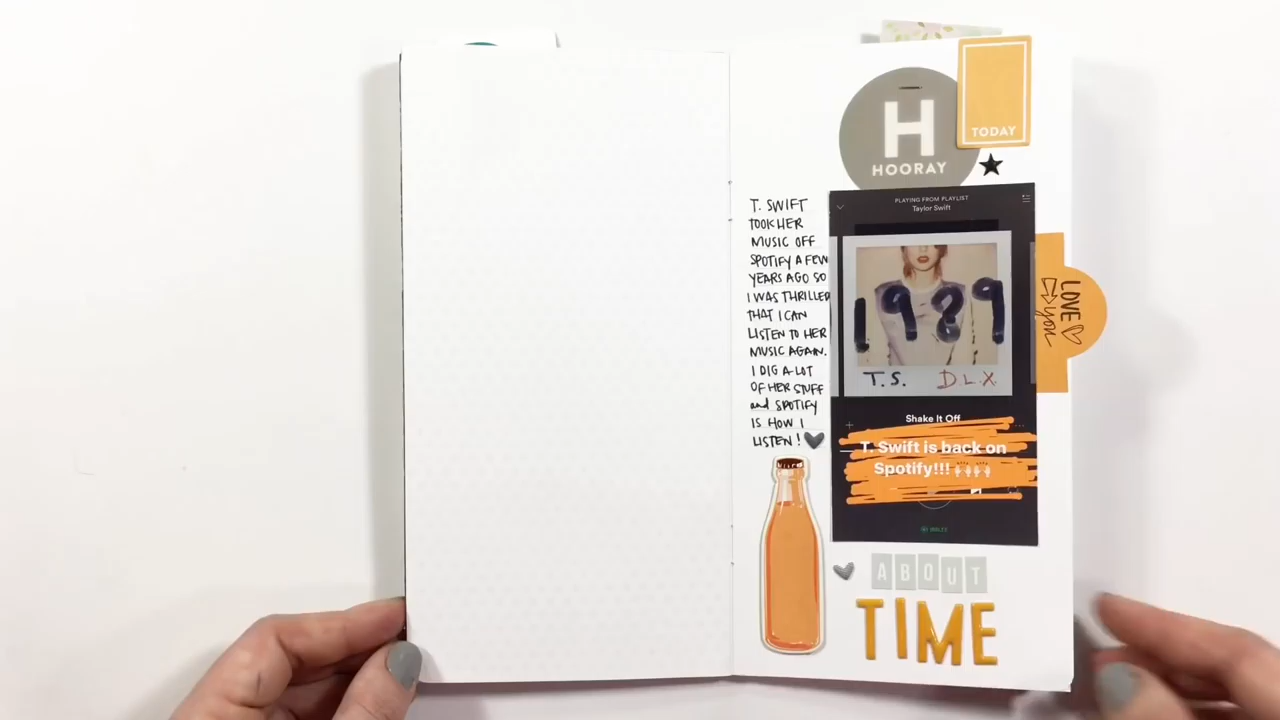 H
HOORAY
TODAY
T. SWIFT
TOOK HER
MUSIC OFF
SPOTIFY A FEW
YEARS AGO SO
I WAS THRILLED
THAT I CAN
LISTEN TO HER
MUSIC AGAIN.
I DIG A LOT
OF HER STUFF
and SPOTIFY
IS HOW I
LISTEN!
PLAYING FROM PLAYLIST
Taylor Swift
1989
T.S. D.L.X.
Shake It Off
T. Swift is back on
Spotify!!!
LOVE
you
ABOUT
TIME